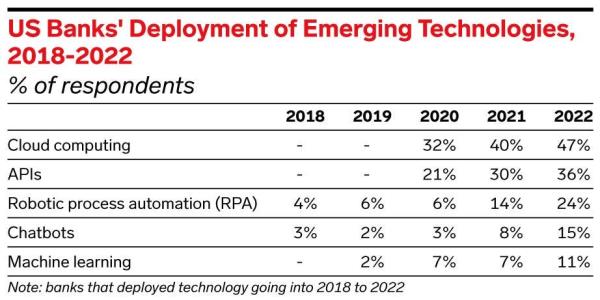 US Banks' Deployment of Emerging Technologies,
2018-2022
% of respondents
2018 2019 2020 2021 2022
Cloud computing - - 32% 40% 47%
APIs - - 21% 30% 36%
Robotic process automation (RPA) 4% 6% 6% 14% 24%
Chatbots 3% 2% 3% 8% 15%
Machine learning - 2% 7% 7% 11%
Note: banks that deployed technology going into 2018 to 2022